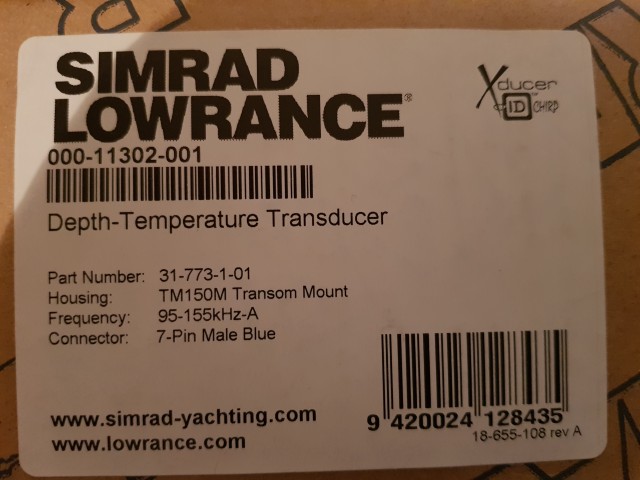 SIMRAD
LOWRANCE®
Xducer
ID CHIRP
000-11302-001
Depth-Temperature Transducer
Part Number: 31-773-1-01
Housing: TM150M Transom Mount
Frequency: 95-155kHz-A
Connector: 7-Pin Male Blue
www.simrad-yachting.com
www.lowrance.com
9 420024 128435
18-655-108 rev A